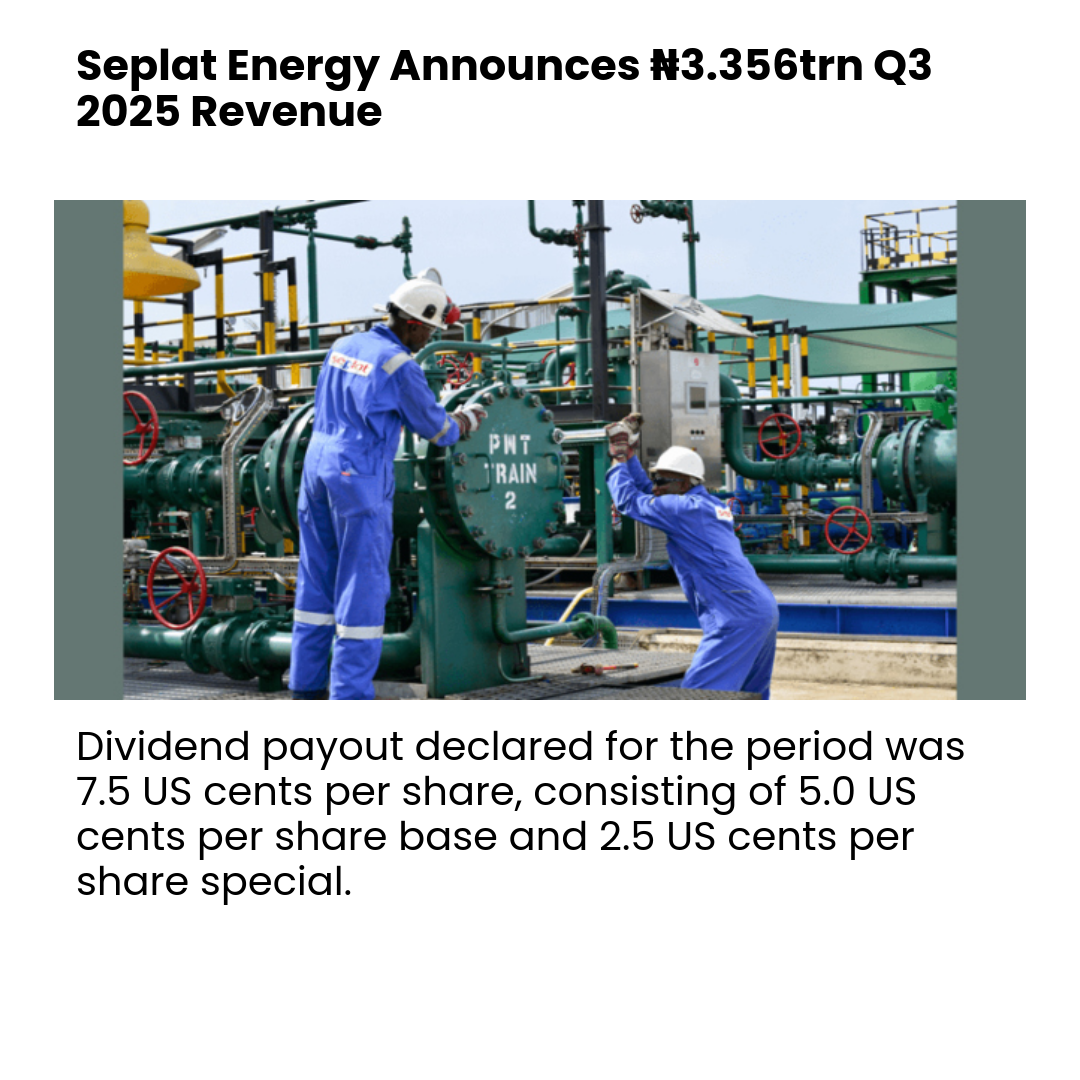 Seplat Energy Announces ₦3.356trn Q3
2025 Revenue
seplat
PWT
TRAIN
2
Dividend payout declared for the period was
7.5 US cents per share, consisting of 5.0 US
cents per share base and 2.5 US cents per
share special.